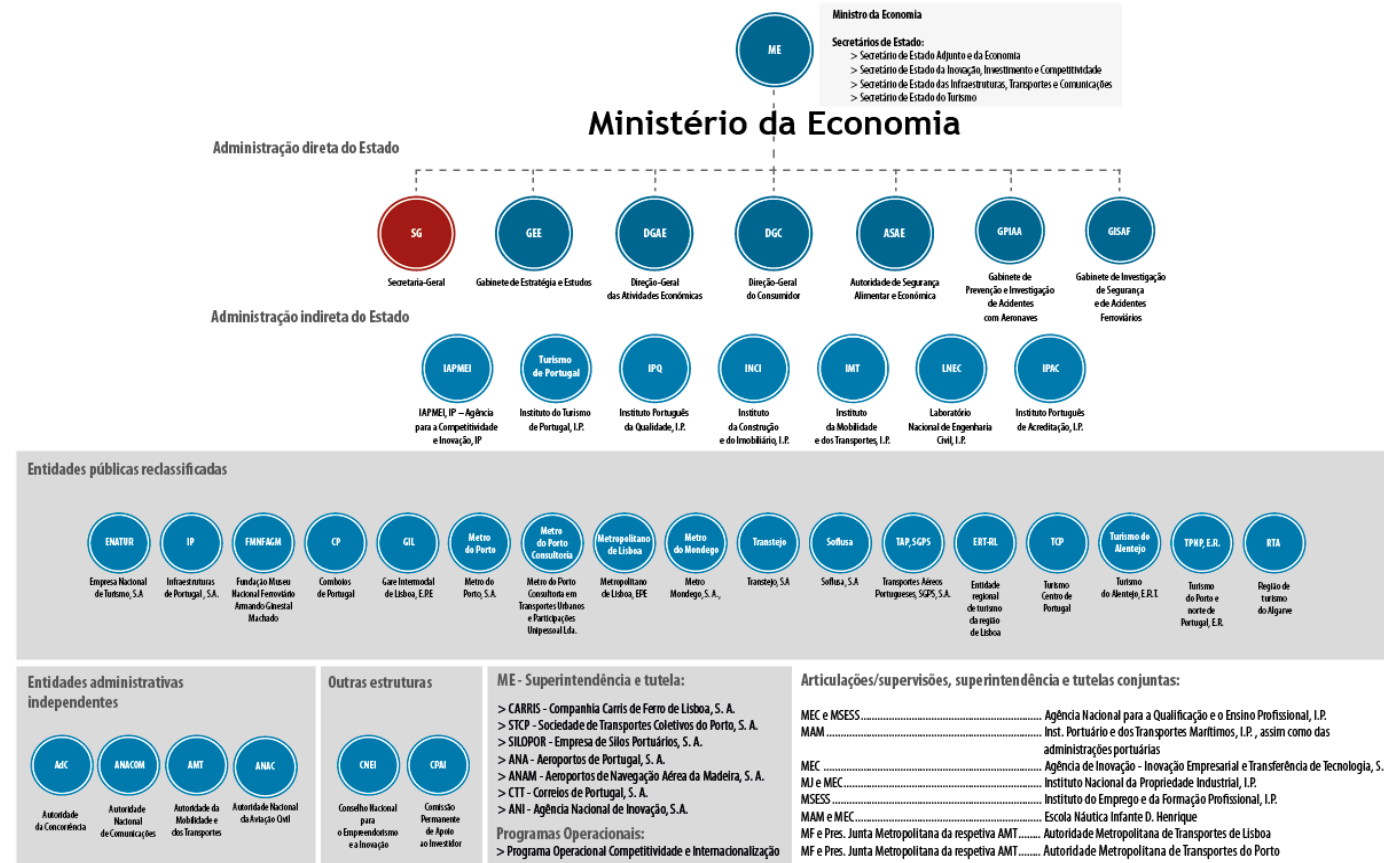 ME
Ministro da Economia
Secretários de Estado:
> Secretário de Estado Adjunto e da Economia
> Secretário de Estado da Inovação, Investimento e Competitividade
> Secretário de Estado das Infraestruturas, Transportes e Comunicações
> Secretário de Estado do Turismo
Ministério da Economia
Administração direta do Estado
SG
Secretaria-Geral
GEE
Gabinete de Estratégia e Estudos
DGAE
Direção-Geral
das Atividades Económicas
DGC
Direção-Geral
do Consumidor
ASAE
Autoridade de Segurança
Alimentar e Económica
GPIAA
Gabinete de
Prevenção e Investigação
de Acidentes
com Aeronaves
GISAF
Gabinete de Investigação
de Segurança
e de Acidentes
Ferroviários
Administração indireta do Estado
IAPMEI
IAPMEI, IP – Agência
para a Competitividade
e Inovação, IP
Turismo
de Portugal
Instituto do Turismo
de Portugal, I.P.
IPQ
Instituto Português
da Qualidade, I.P.
INCI
Instituto
da Construção
e do Imobiliário, I.P.
IMT
Instituto
da Mobilidade
e dos Transportes, I.P.
LNEC
Laboratório
Nacional de Engenharia
Civil, I.P.
IPAC
Instituto Português
de Acreditação, I.P.
Entidades públicas reclassificadas
ENATUR
Empresa Nacional
de Turismo, S.A
IP
Infraestruturas
de Portugal , S.A.
FMNFAGM
Fundação Museu
Nacional Ferroviário
Armando Ginestal
Machado
CP
Comboios
de Portugal
GIL
Gare Intermodal
de Lisboa, E.P.E
Metro
do Porto
Metro do
Porto, S.A.
Metro
do Porto
Consultoria
Metro do Porto
Consultoria em
Transportes Urbanos
e Participações
Unipessoal Lda.
Metropolitano
de Lisboa
Metropolitano
de Lisboa, EPE
Metro
do Mondego
Metro
Mondego, S. A.,
Transtejo
Transtejo, S.A
Soflusa
Soflusa, S.A
TAP, SGPS
Transportes Aéreos
Portugueses, SGPS, S.A.
ERT-RL
Entidade
regional
de turismo
da região
de Lisboa
TCP
Turismo
Centro de
Portugal
Turismo do
Alentejo
Turismo
do Alentejo, E.R.T.
TPNP, E.R.
Turismo
do Porto e
norte de
Portugal, E.R.
RTA
Região de
turismo
do Algarve
Entidades administrativas
independentes
AdC
Autoridade
da Concorrência
ANACOM
Autoridade
Nacional
de Comunicações
AMT
Autoridade da
Mobilidade e
dos Transportes
ANAC
Autoridade Nacional
da Aviação Civil
Outras estruturas
CNEI
Conselho Nacional
para
o Empreendorismo
e a Inovação
CPAI
Comissão
Permanente
de Apoio
ao Investidor
ME - Superintendência e tutela:
> CARRIS - Companhia Carris de Ferro de Lisboa, S. A.
> STCP - Sociedade de Transportes Coletivos do Porto, S. A.
> SILOPOR - Empresa de Silos Portuários, S. A.
> ANA - Aeroportos de Portugal, S. A.
> ANAM - Aeroportos de Navegação Aérea da Madeira, S. A.
> CTT - Correios de Portugal, S. A.
> ANI - Agência Nacional de Inovação, S.A.
Programas Operacionais:
> Programa Operacional Competitividade e Internacionalização
Articulações/supervisões, superintendência e tutelas conjuntas:
MEC e MSESS............ Agência Nacional para a Qualificação e o Ensino Profissional, I.P.
MAM............ Inst. Portuário e dos Transportes Marítimos, I.P. , assim como das
administrações portuárias
MEC ............ Agência de Inovação - Inovação Empresarial e Transferência de Tecnologia, S.
MJ e MEC............ Instituto Nacional da Propriedade Industrial, I.P.
MSESS............ Instituto do Emprego e da Formação Profissional, I.P.
MAM e MEC............ Escola Náutica Infante D. Henrique
MF e Pres. Junta Metropolitana da respetiva AMT........ Autoridade Metropolitana de Transportes de Lisboa
MF e Pres. Junta Metropolitana da respetiva AMT........ Autoridade Metropolitana de Transportes do Porto